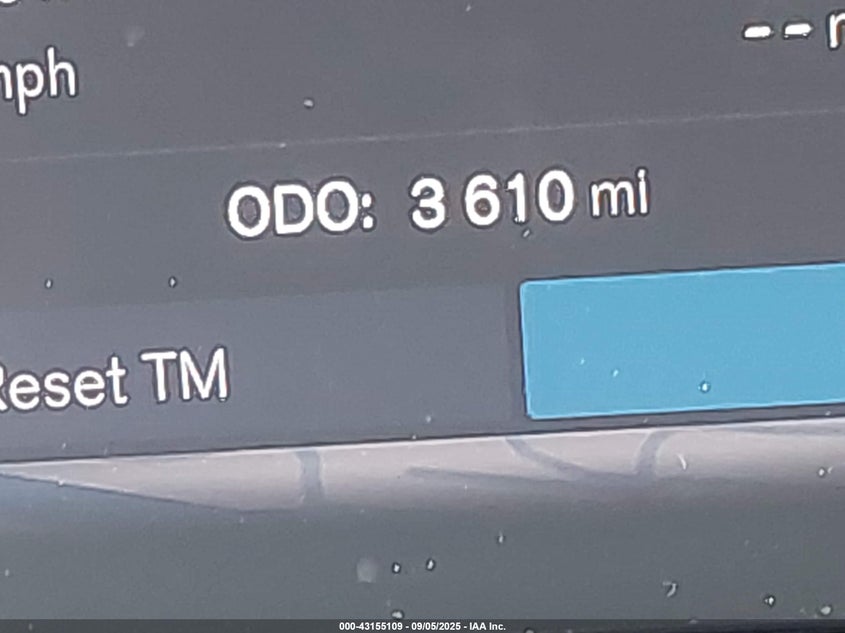 mph
ODO: 3 610 mi
Reset TM
000-43155109 - 09/05/2025 - IAA Inc.